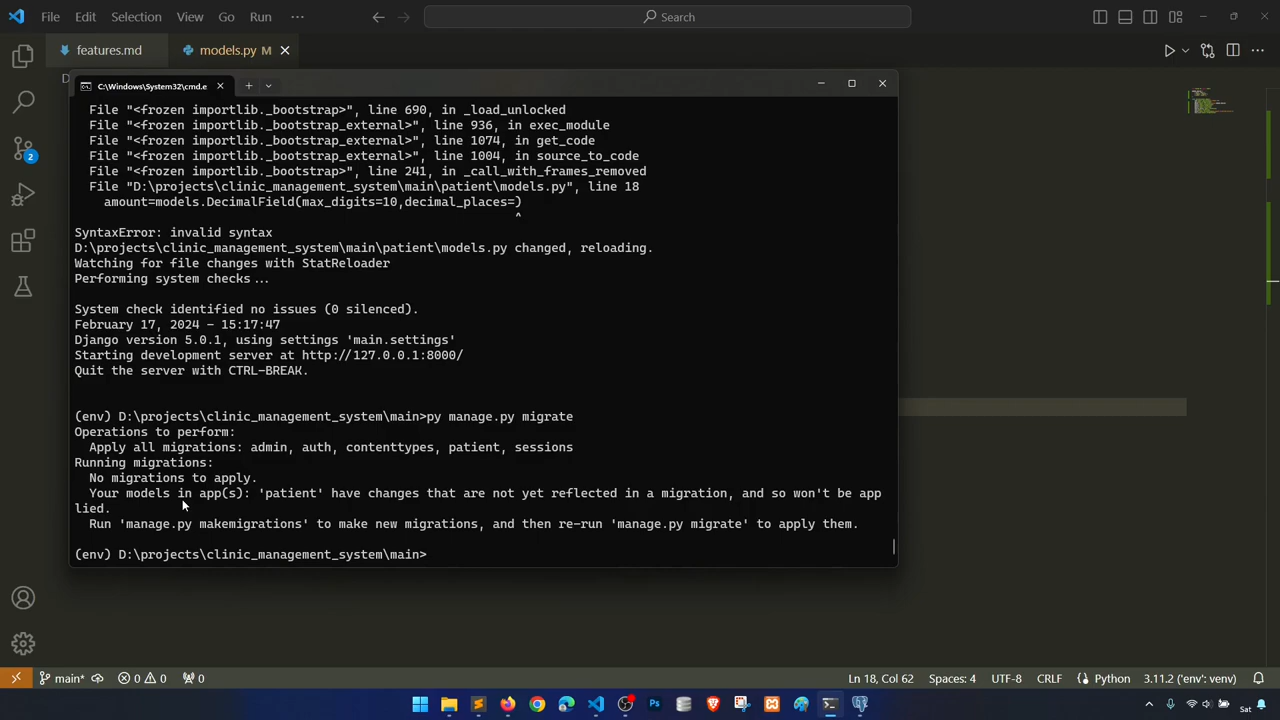 File Edit Selection View Go Run ··· Search
features.md models.py M
C:\Windows\System32\cmd.e
File "<frozen importlib._bootstrap>", line 690, in _load_unlocked
File "<frozen importlib._bootstrap_external>", line 936, in exec_module
File "<frozen importlib._bootstrap_external>", line 1074, in get_code
File "<frozen importlib._bootstrap_external>", line 1004, in source_to_code
File "<frozen importlib._bootstrap>", line 241, in _call_with_frames_removed
File "D:\projects\clinic_management_system\main\patient\models.py", line 18
amount=models.DecimalField(max_digits=10,decimal_places=)
^
SyntaxError: invalid syntax
D:\projects\clinic_management_system\main\patient\models.py changed, reloading.
Watching for file changes with StatReloader
Performing system checks...
System check identified no issues (0 silenced).
February 17, 2024 - 15:17:47
Django version 5.0.1, using settings 'main.settings'
Starting development server at http://127.0.0.1:8000/
Quit the server with CTRL-BREAK.
(env) D:\projects\clinic_management_system\main>py manage.py migrate
Operations to perform:
Apply all migrations: admin, auth, contenttypes, patient, sessions
Running migrations:
No migrations to apply.
Your models in app(s): 'patient' have changes that are not yet reflected in a migration, and so won't be app
lied.
Run 'manage.py makemigrations' to make new migrations, and then re-run 'manage.py migrate' to apply them.
(env) D:\projects\clinic_management_system\main>
2
main* 0 0 0 Ln 18, Col 62 Spaces: 4 UTF-8 CRLF Python 3.11.2 ('env': venv)
Ps Sat